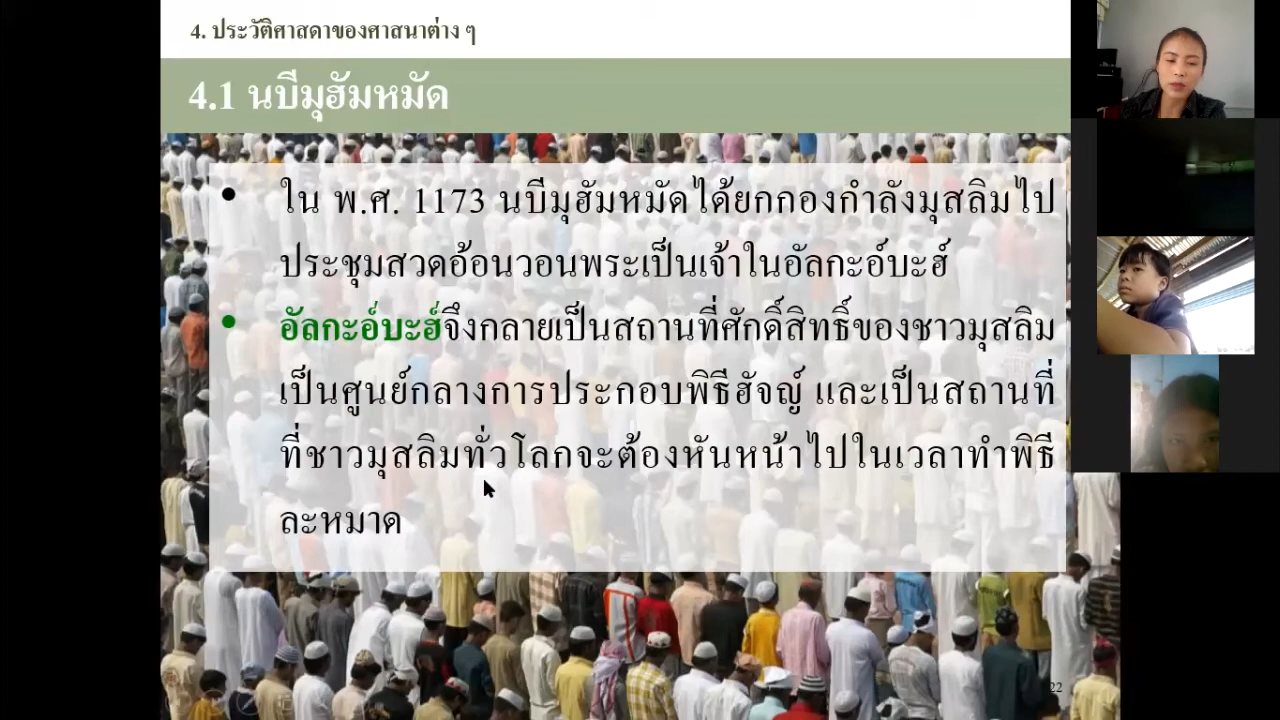 4. ประวัติศาสดาของศาสนาต่าง ๆ
4.1 นบีมุฮัมหมัด
• ใน พ.ศ. 1173 นบีมุฮัมหมัดได้ยกกองกำลังมุสลิมไป
ประชุมสวดอ้อนวอนพระเป็นเจ้าในอัลกะอ์บะฮ์
• อัลกะอ์บะฮ์จึงกลายเป็นสถานที่ศักดิ์สิทธิ์ของชาวมุสลิม
เป็นศูนย์กลางการประกอบพิธีฮัจญ์ และเป็นสถานที่
ที่ชาวมุสลิมทั่วโลกจะต้องหันหน้าไปในเวลาทำพิธี
ละหมาด
22